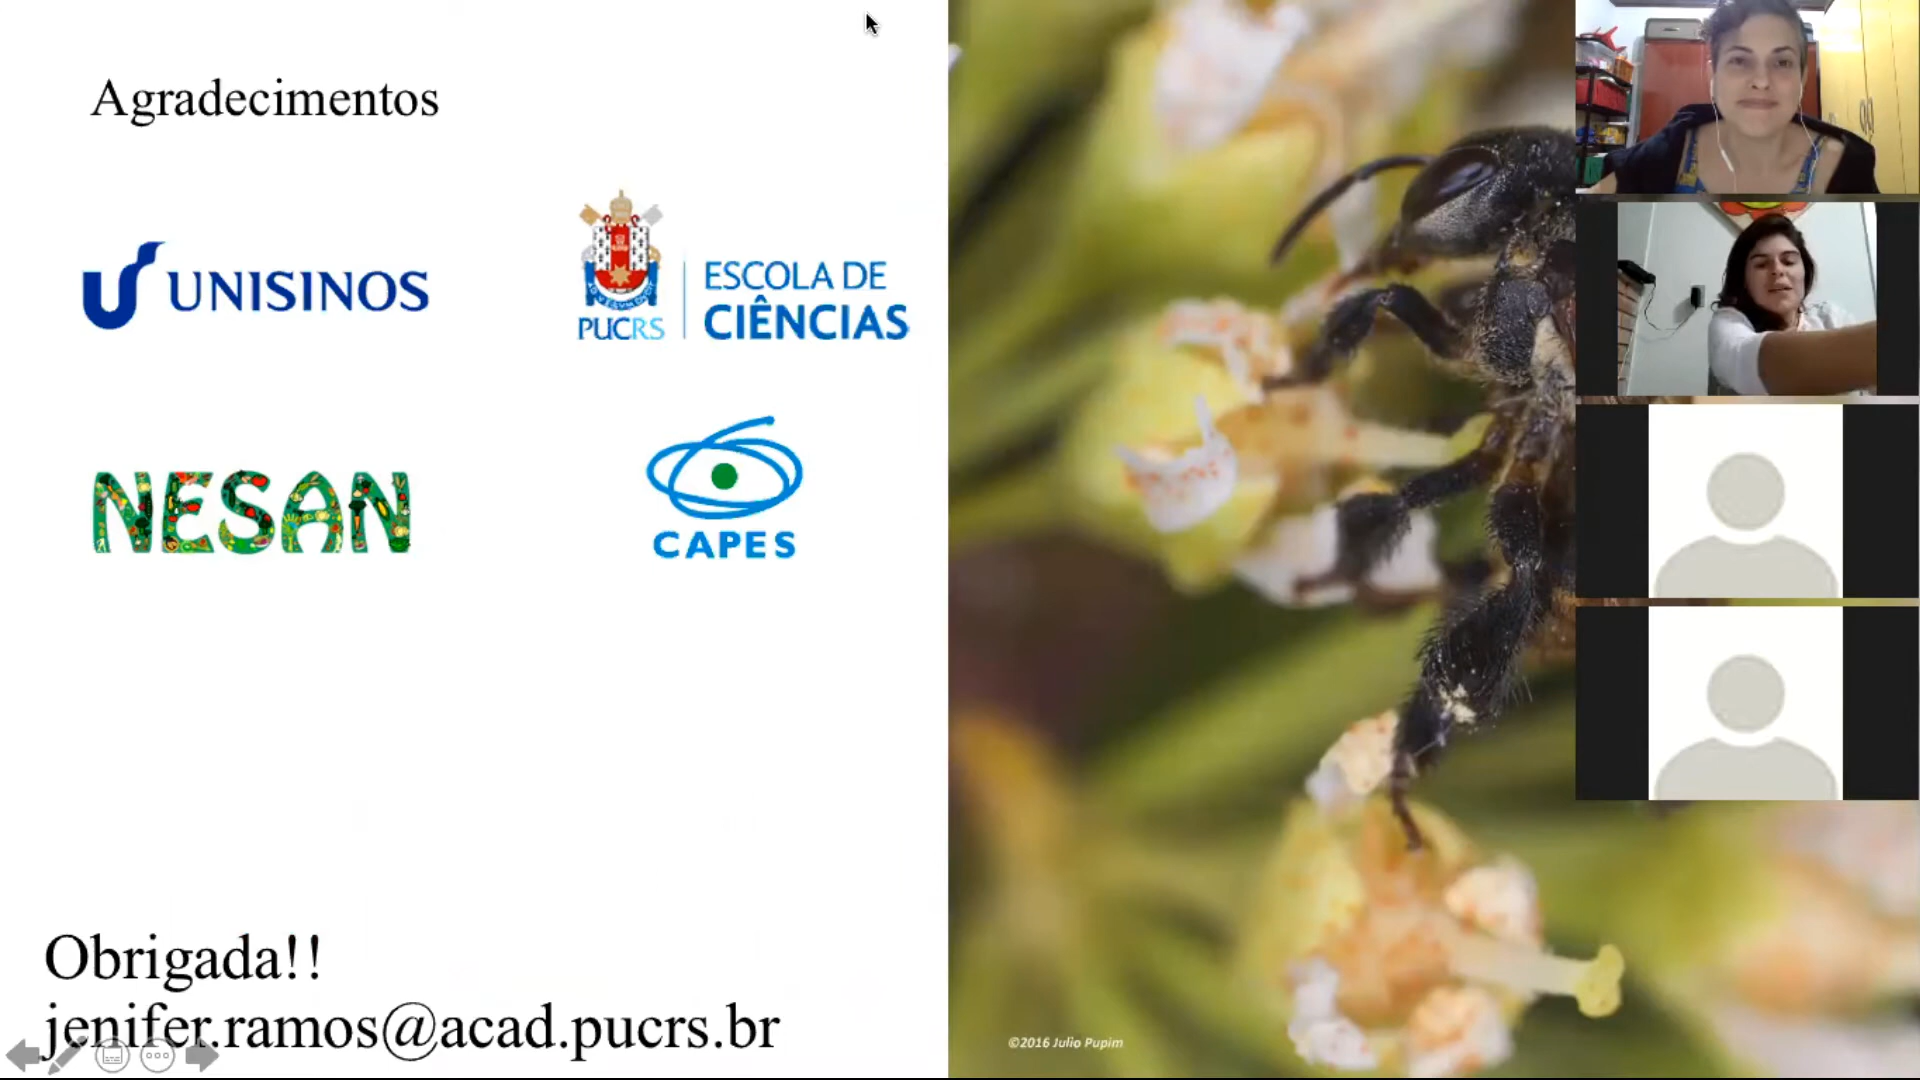 Agradecimentos
UNISINOS
PUCRS
ESCOLA DE
CIÊNCIAS
NESAN
CAPES
Obrigada!!
jenifer.ramos@acad.pucrs.br
©2016 Julio Pupim